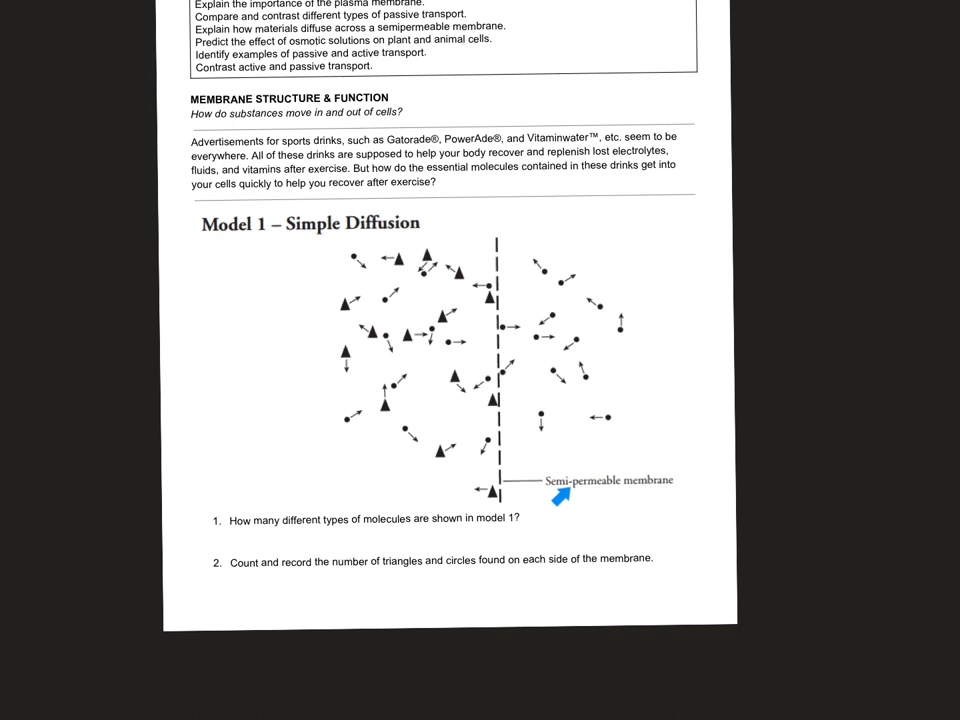 Explain the importance of the plasma membrane.
Compare and contrast different types of passive transport.
Explain how materials diffuse across a semipermeable membrane.
Predict the effect of osmotic solutions on plant and animal cells.
Identify examples of passive and active transport.
Contrast active and passive transport.
MEMBRANE STRUCTURE & FUNCTION
How do substances move in and out of cells?
Advertisements for sports drinks, such as Gatorade®, PowerAde®, and Vitaminwater™, etc. seem to be
everywhere. All of these drinks are supposed to help your body recover and replenish lost electrolytes,
fluids, and vitamins after exercise. But how do the essential molecules contained in these drinks get into
your cells quickly to help you recover after exercise?
Model 1 – Simple Diffusion
Semi-permeable membrane
1. How many different types of molecules are shown in model 1?
2. Count and record the number of triangles and circles found on each side of the membrane.